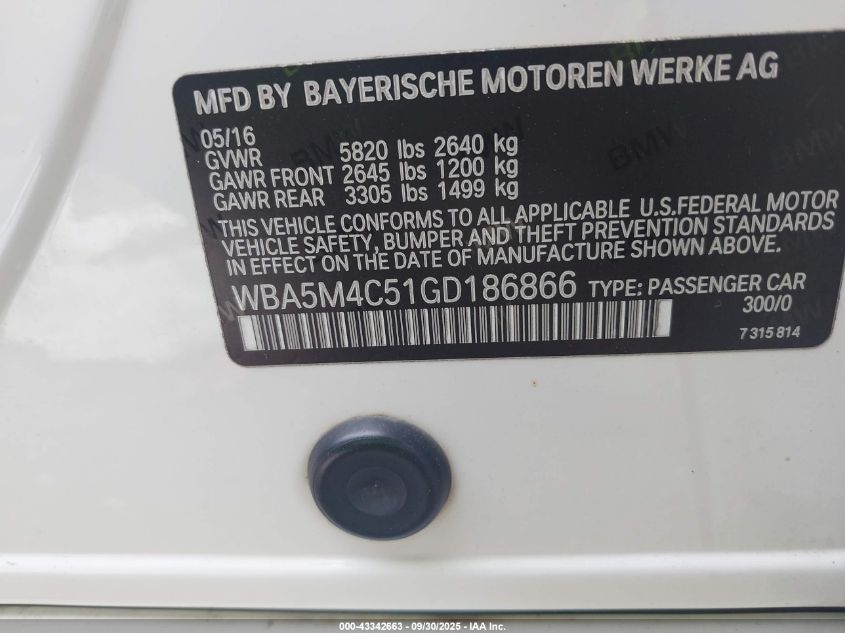 MFD BY BAYERISCHE MOTOREN WERKE AG
05/16
GVWR 5820 lbs 2640 kg
GAWR FRONT 2645 lbs 1200 kg
GAWR REAR 3305 lbs 1499 kg
THIS VEHICLE CONFORMS TO ALL APPLICABLE U.S.FEDERAL MOTOR
VEHICLE SAFETY, BUMPER AND THEFT PREVENTION STANDARDS
IN EFFECT ON THE DATE OF MANUFACTURE SHOWN ABOVE.
WBA5M4C51GD186866 TYPE: PASSENGER CAR
300/0
7 315 814
000-43342663 - 09/30/2025 - IAA Inc.